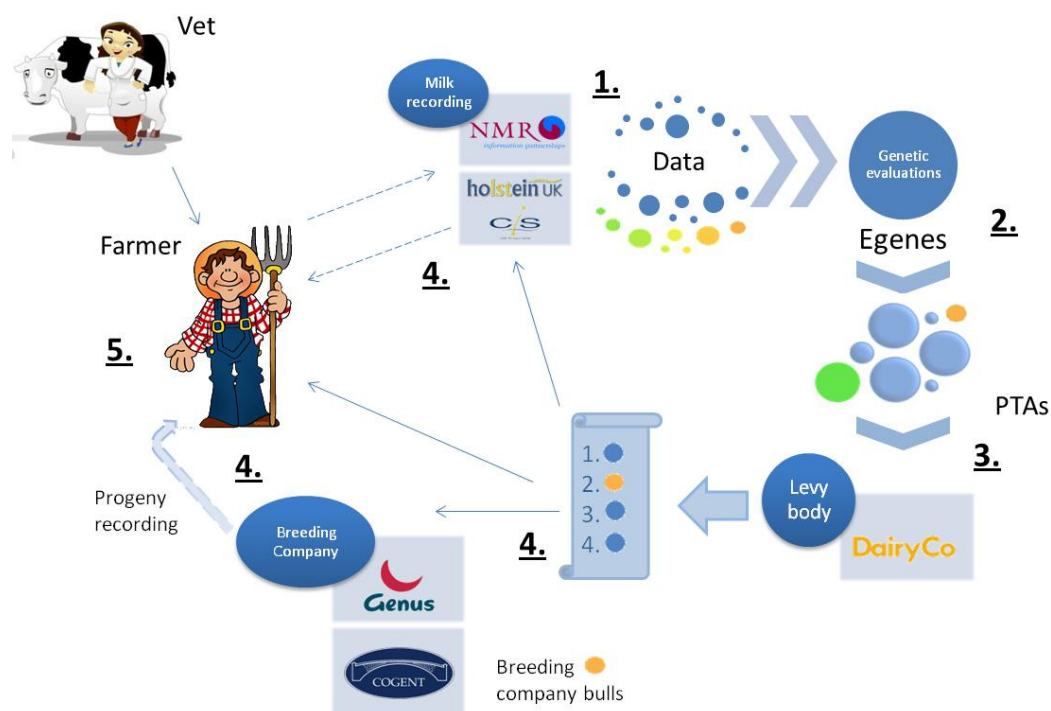 Vet
Milk
recording
1.
NMR
information partnerships
Data
Genetic
evaluations
holstein UK
cis
Egenes
2.
Farmer
4.
5.
PTAs
3.
1.
2.
3.
4.
Levy
body
DairyCo
4.
4.
Progeny
recording
Breeding
Company
Genus
COGENT
Breeding
company bulls